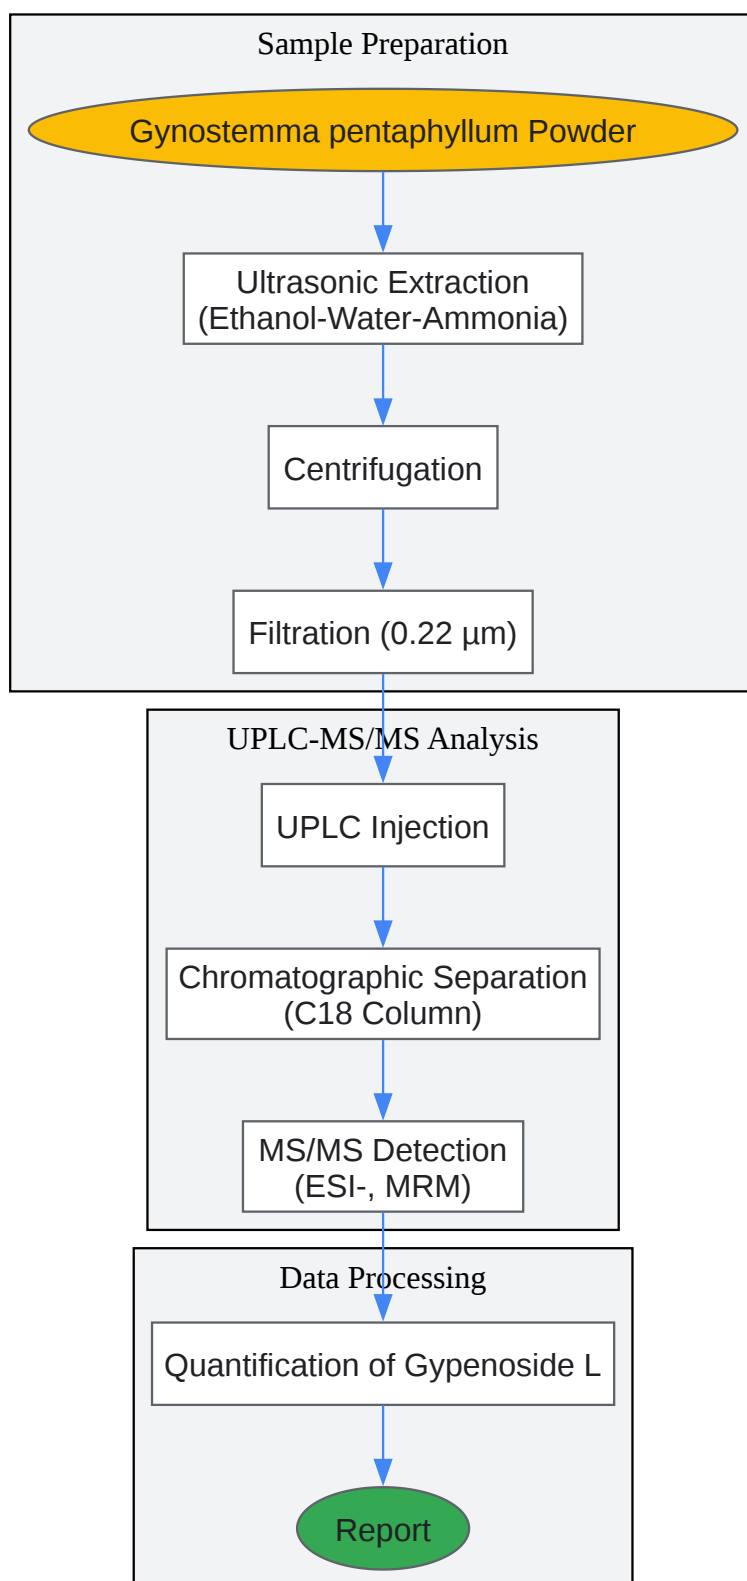 Sample Preparation
Gynostemma pentaphyllum Powder
Ultrasonic Extraction
(Ethanol-Water-Ammonia)
Centrifugation
Filtration (0.22 µm)
UPLC-MS/MS Analysis
UPLC Injection
Chromatographic Separation
(C18 Column)
MS/MS Detection
(ESI-, MRM)
Data Processing
Quantification of Gypenoside L
Report